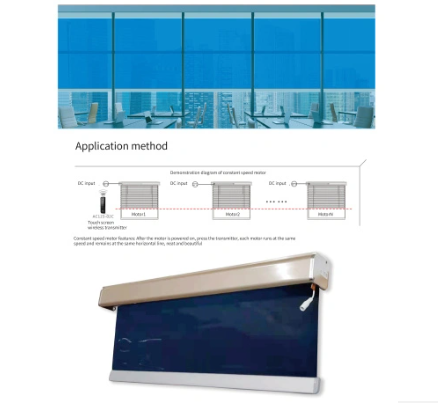 Application method
Demonstration diagram of constant speed motor
DC input DC input DC input
Motor1 Motor2 MotorN
Touch screen
wireless transmitter
Constant speed motor features: After the motor is powered on, press the transmitter, each motor runs at the same
speed and remains at the same horizontal line, neat and beautiful